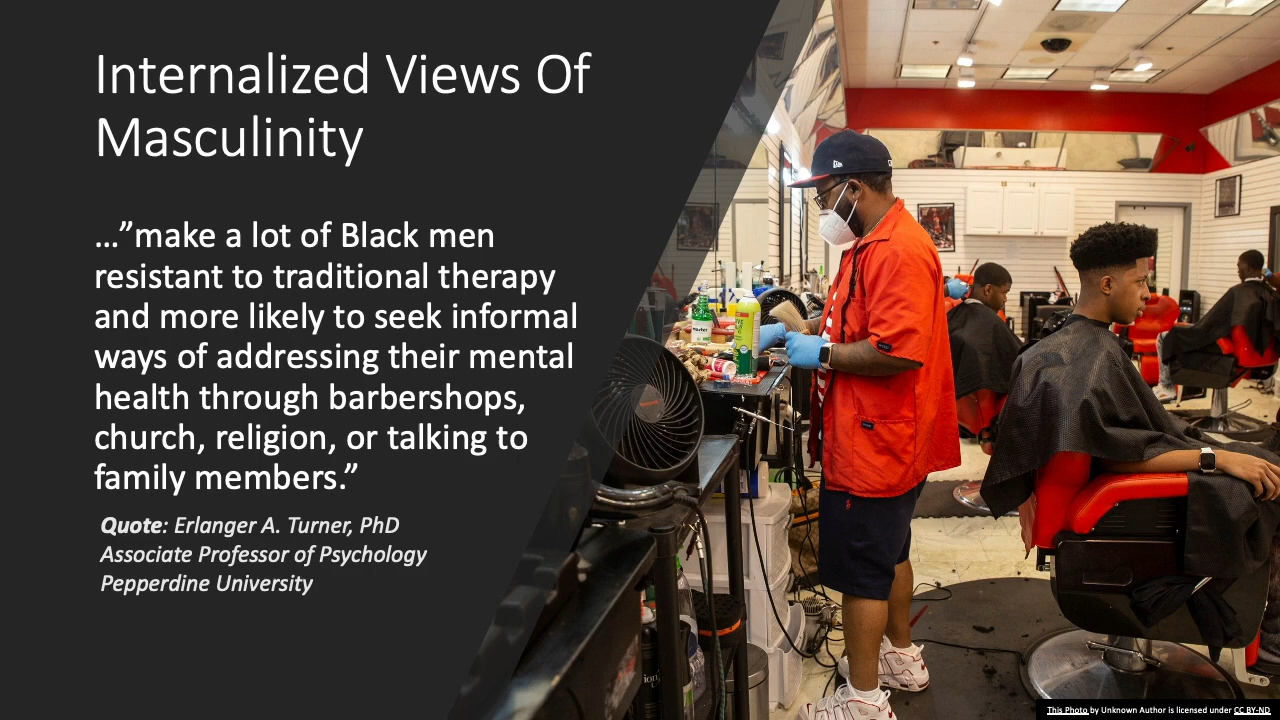 Internalized Views Of
Masculinity
…”make a lot of Black men
resistant to traditional therapy
and more likely to seek informal
ways of addressing their mental
health through barbershops,
church, religion, or talking to
family members.”
Quote: Erlanger A. Turner, PhD
Associate Professor of Psychology
Pepperdine University
This Photo by Unknown Author is licensed under CC BY-ND